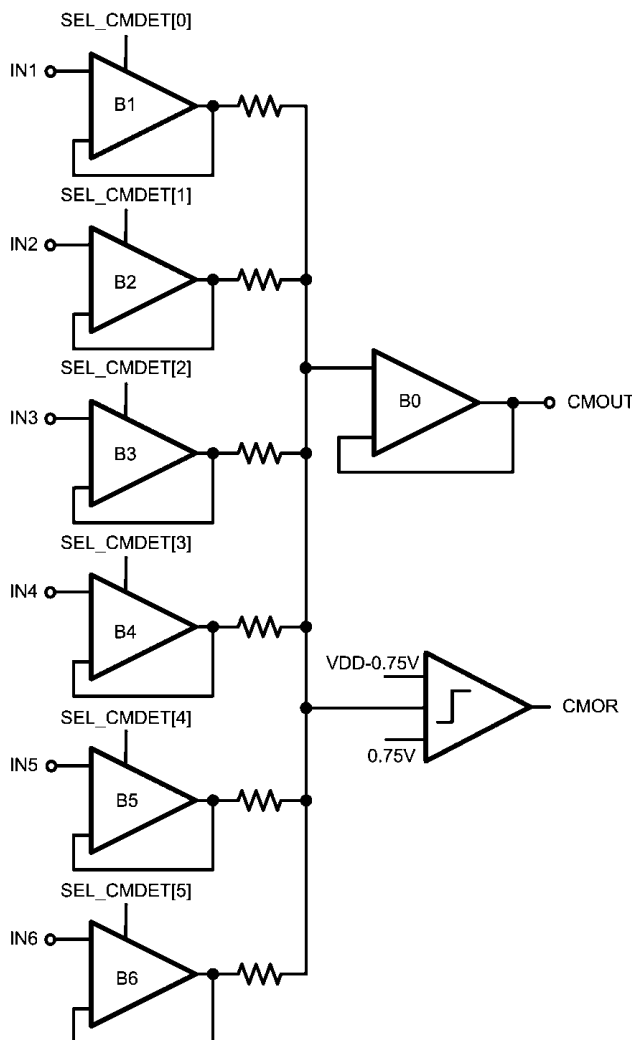 SEL_CMDET[0]
IN1
B1
SEL_CMDET[1]
IN2
B2
SEL_CMDET[2]
IN3
B3
B0
CMOUT
SEL_CMDET[3]
IN4
B4
VDD-0.75V
CMOR
0.75V
SEL_CMDET[4]
IN5
B5
SEL_CMDET[5]
IN6
B6